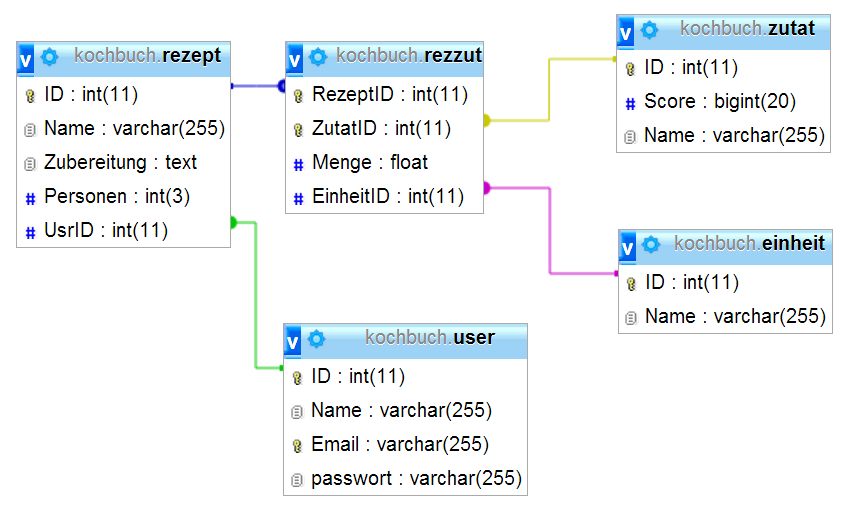 v kochbuch.rezept
ID : int(11)
Name : varchar(255)
Zubereitung : text
# Personen : int(3)
# UsrID : int(11)
v kochbuch.rezzut
RezeptID : int(11)
ZutatID : int(11)
# Menge : float
# EinheitID : int(11)
v kochbuch.zutat
ID : int(11)
# Score : bigint(20)
Name : varchar(255)
v kochbuch.einheit
ID : int(11)
Name : varchar(255)
v kochbuch.user
ID : int(11)
Name : varchar(255)
Email : varchar(255)
passwort : varchar(255)